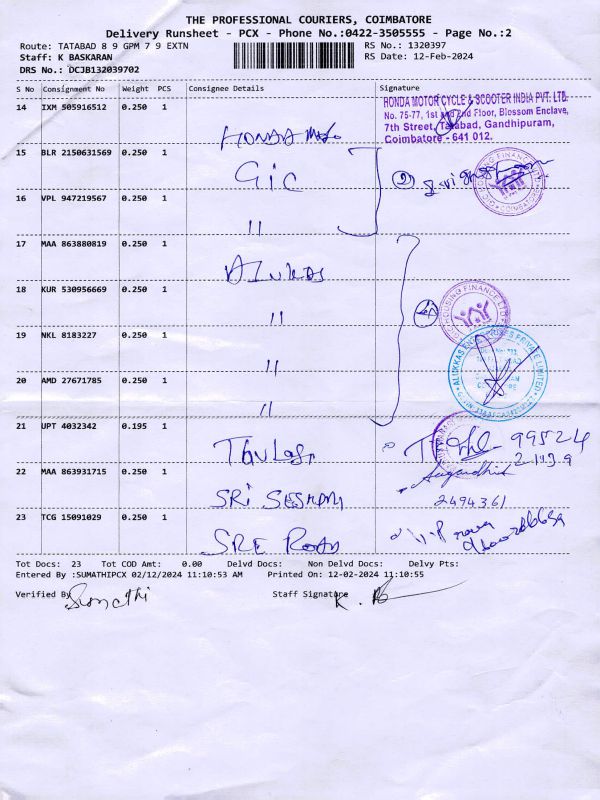 THE PROFESSIONAL COURIERS, COIMBATORE
Delivery Runsheet - PCX - Phone No.:0422-3505555 - Page No.:2
Route: TATABAD 8 9 GPM 7 9 EXTN
RS No.: 1320397
Staff: K BASKARAN
RS Date: 12-Feb-2024
DRS No.: DCJB132039702
S No Consignment No Weight PCS Consignee Details Signature
14 IXM 505916512 0.250 1
HONDA
HONDA MOTOR CYCLE & SCOOTER INDIA PVT. LTD.
No. 75-77, 1st and 2nd Floor, Blossom Enclave,
7th Street, Tatabad, Gandhipuram,
Coimbatore - 641 012.
15 BLR 2150631569 0.250 1
GIC
16 VPL 947219567 0.250 1
"
17 MAA 863880819 0.250 1
18 KUR 530956669 0.250 1
"
19 NKL 8183227 0.250 1
"
20 AMD 27671785 0.250 1
"
21 UPT 4032342 0.195 1
99524
22 MAA 863931715 0.250 1
SRI
2494361
23 TCG 15091029 0.250 1
SRE
Tot Docs: 23 Tot COD Amt: 0.00 Delvd Docs: Non Delvd Docs: Delvy Pts:
Entered By :SUMATHIPCX 02/12/2024 11:10:53 AM Printed On: 12-02-2024 11:10:55
Verified By Sumathi Staff Signature K.